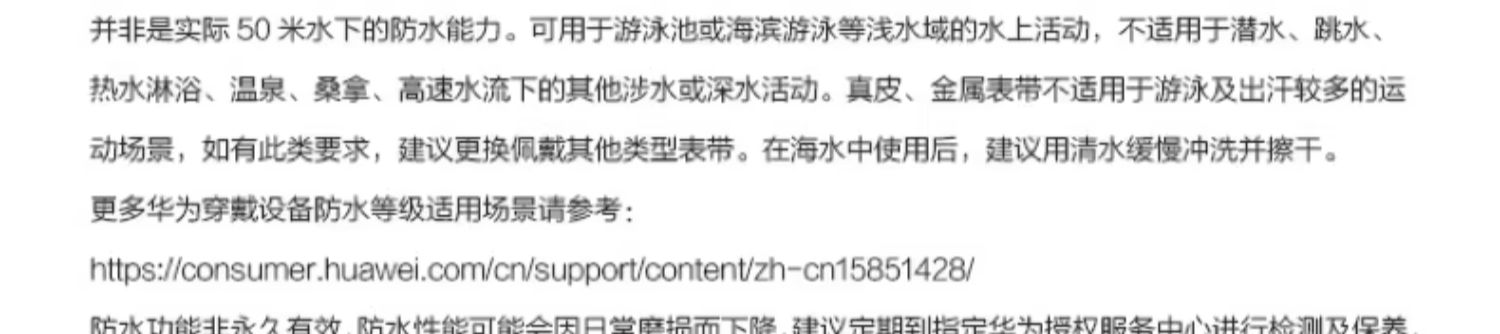 并非是实际 50 米水下的防水能力。可用于游泳池或海滨游泳等浅水域的水上活动，不适用于潜水、跳水、
热水淋浴、温泉、桑拿、高速水流下的其他涉水或深水活动。真皮、金属表带不适用于游泳及出汗较多的运
动场景，如有此类要求，建议更换佩戴其他类型表带。在海水中使用后，建议用清水缓慢冲洗并擦干。
更多华为穿戴设备防水等级适用场景请参考：
https://consumer.huawei.com/cn/support/content/zh-cn15851428/
防水功能非永久有效，防水性能可能会因日常磨损而下降，建议定期到指定华为授权服务中心进行检测及保养。